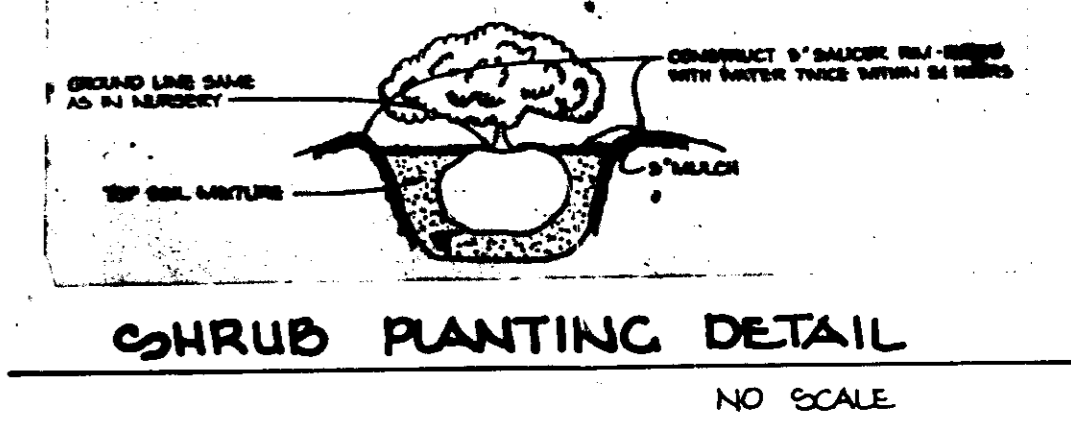 GROUND LINE SAME
AS IN NURSERY
CONSTRUCT 3" SAUCER RIM -
WITH WATER TWICE WITHIN 24 HOURS
3" MULCH
TOP SOIL MIXTURE
SHRUB PLANTING DETAIL
NO SCALE